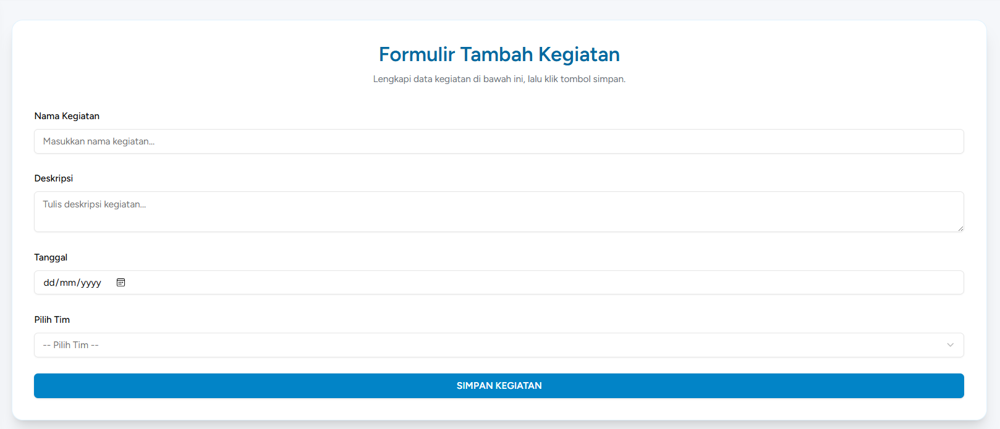 Formulir Tambah Kegiatan
Lengkapi data kegiatan di bawah ini, lalu klik tombol simpan.
Nama Kegiatan
Masukkan nama kegiatan...
Deskripsi
Tulis deskripsi kegiatan...
Tanggal
dd/mm/yyyy
Pilih Tim
-- Pilih Tim --
SIMPAN KEGIATAN